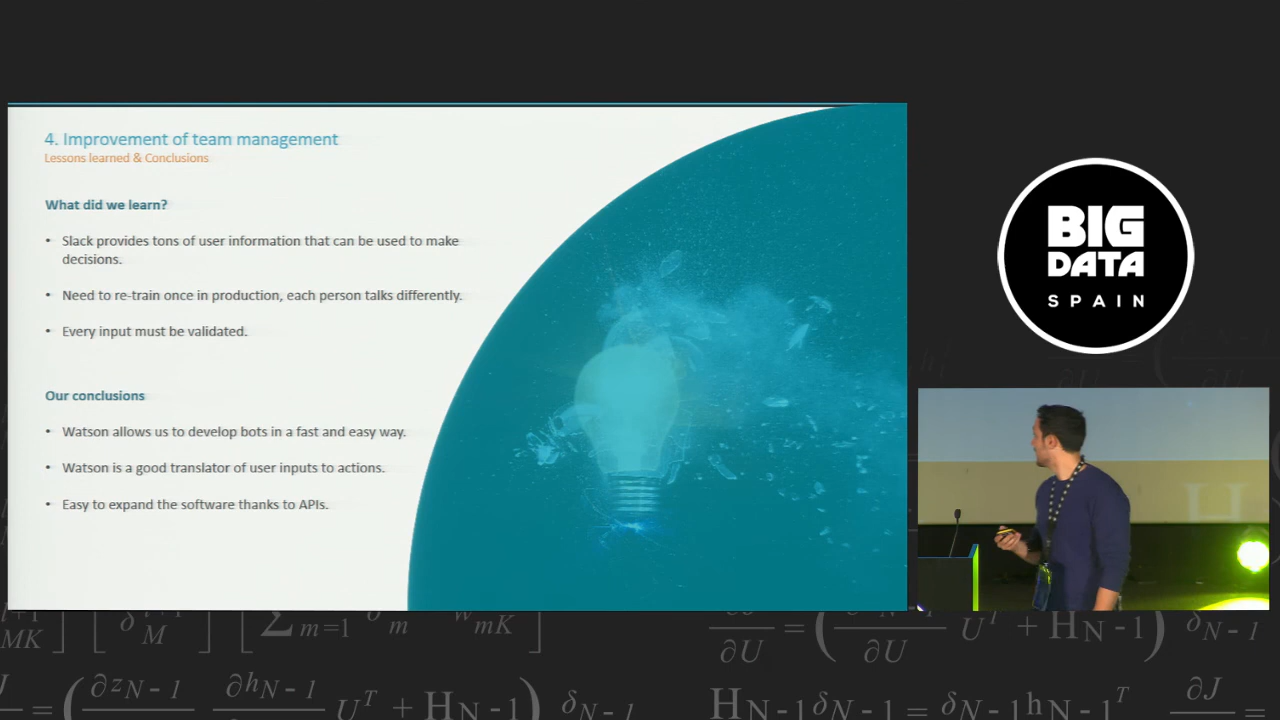 4. Improvement of team management
Lessons learned & Conclusions
What did we learn?
• Slack provides tons of user information that can be used to make
decisions.
• Need to re-train once in production, each person talks differently.
• Every input must be validated.
Our conclusions
• Watson allows us to develop bots in a fast and easy way.
• Watson is a good translator of user inputs to actions.
• Easy to expand the software thanks to APIs.
BIG
DATA
SPAIN